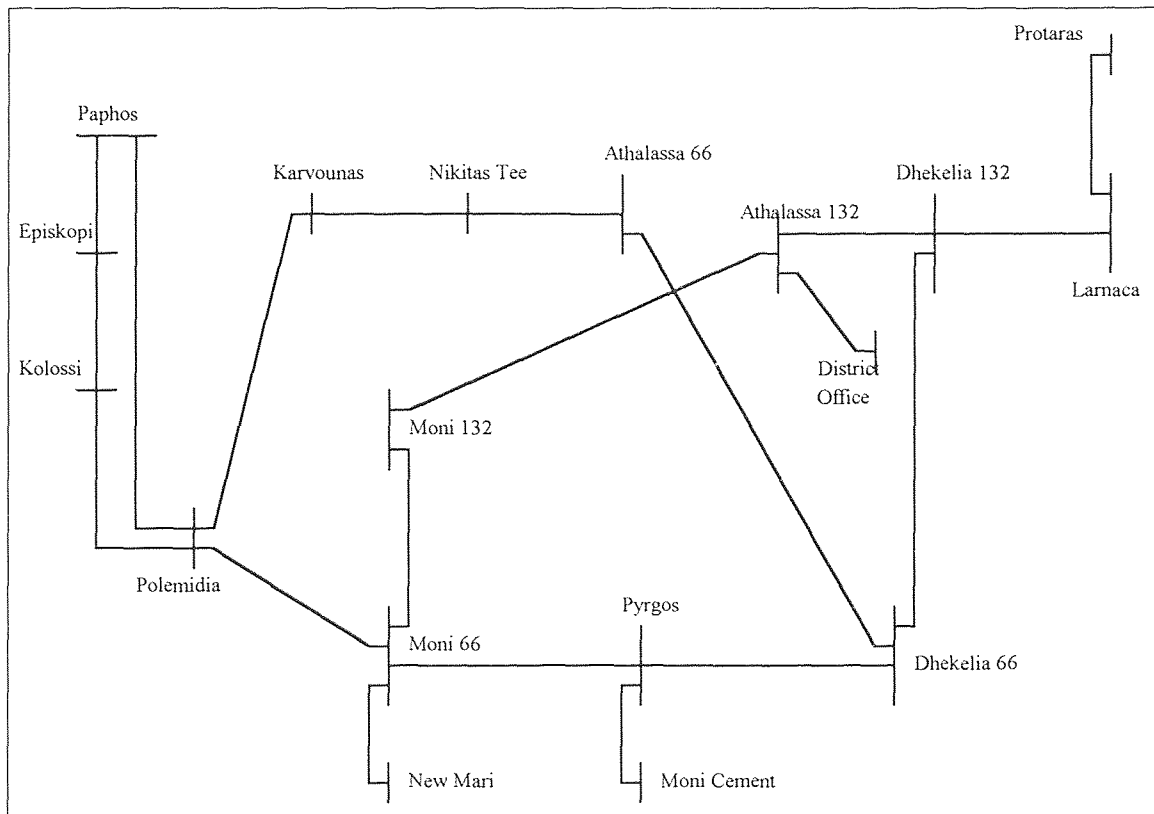 Protaras
Paphos
Athalassa 66
Karvounas
Nikitas Tee
Dhekelia 132
Athalassa 132
Episkopi
Larnaca
Kolossi
District
Office
Moni 132
Polemidia
Pyrgos
Moni 66
Dhekelia 66
New Mari
Moni Cement